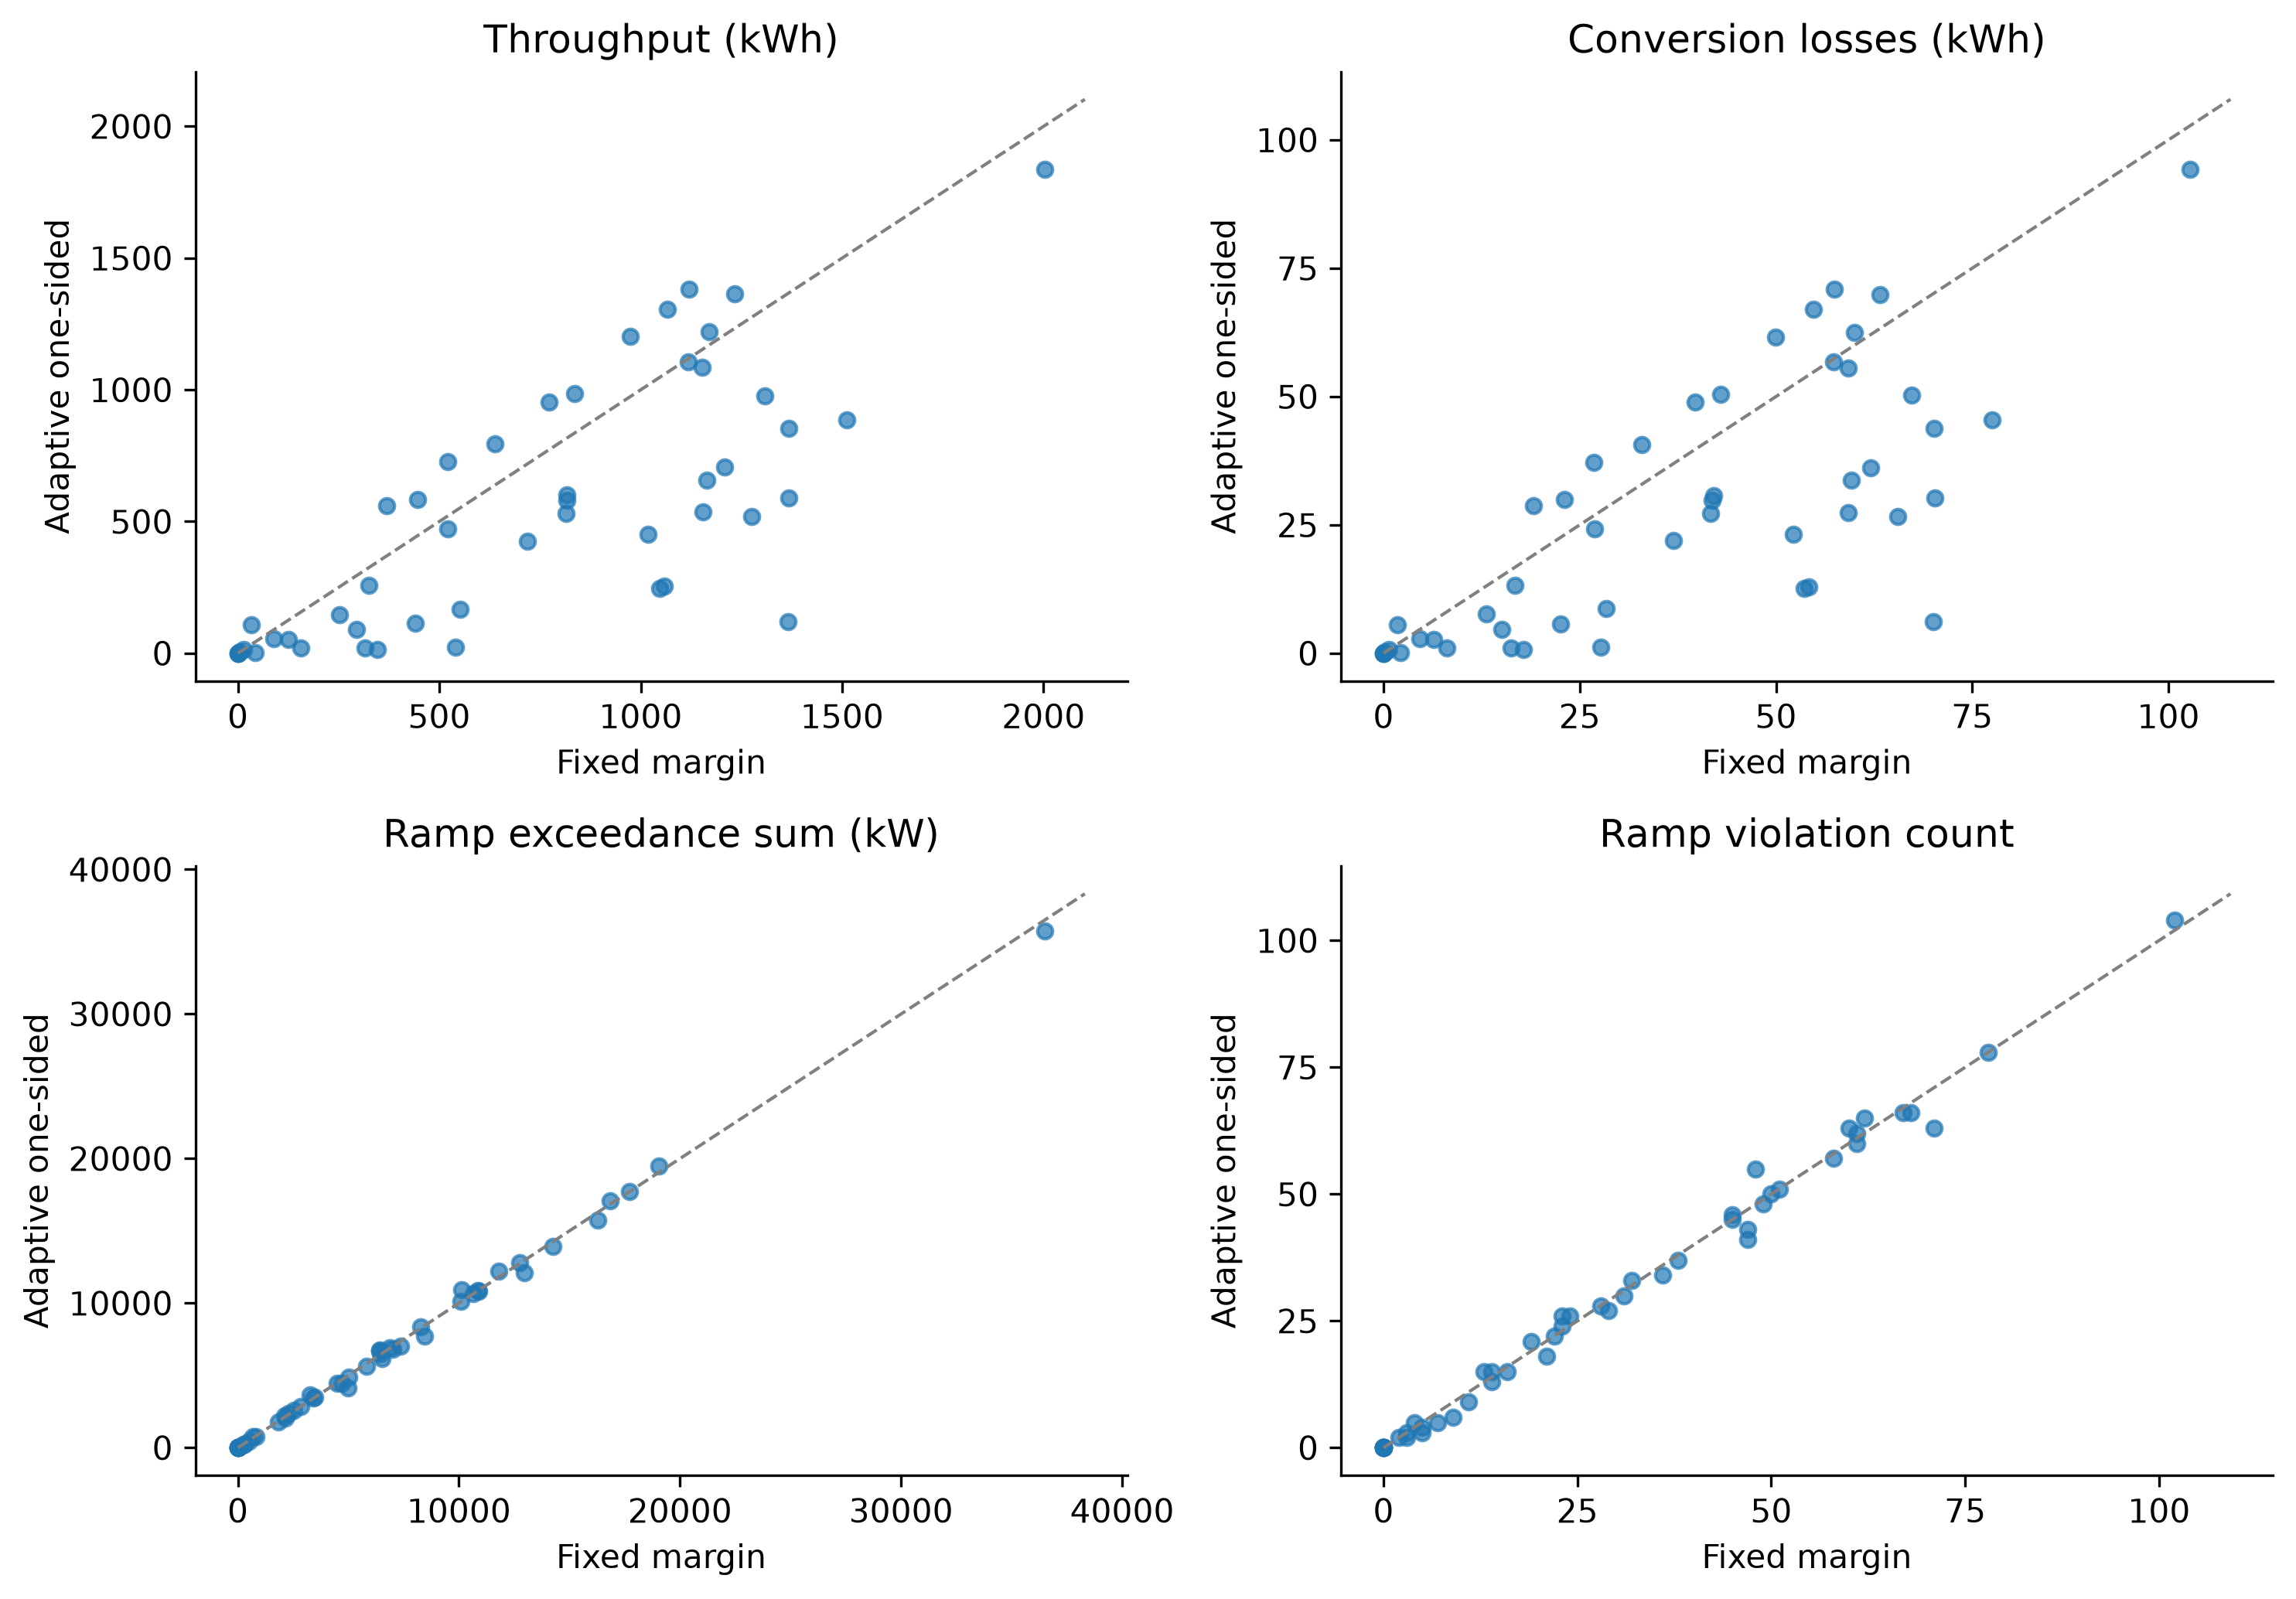 Throughput (kWh)
Adaptive one-sided
2000
1500
1000
500
0
0 500 1000 1500 2000
Fixed margin
Conversion losses (kWh)
Adaptive one-sided
100
75
50
25
0
0 25 50 75 100
Fixed margin
Ramp exceedance sum (kW)
Adaptive one-sided
40000
30000
20000
10000
0
0 10000 20000 30000 40000
Fixed margin
Ramp violation count
Adaptive one-sided
100
75
50
25
0
0 25 50 75 100
Fixed margin